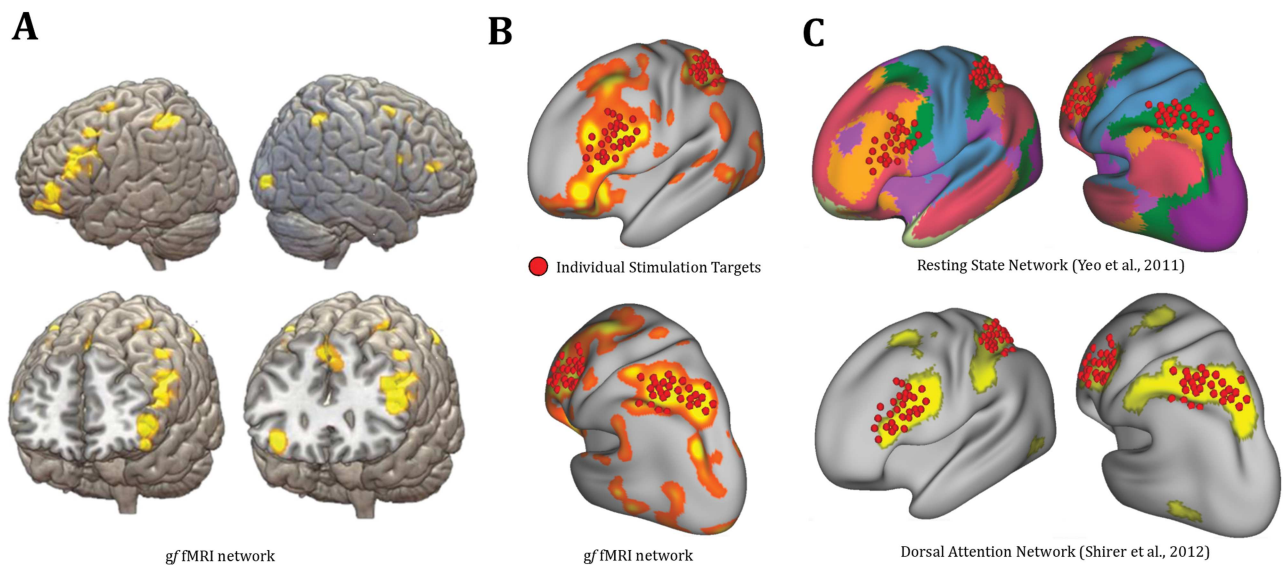 A
B
C
Individual Stimulation Targets
Resting State Network (Yeo et al., 2011)
gf fMRI network
gf fMRI network
Dorsal Attention Network (Shirer et al., 2012)